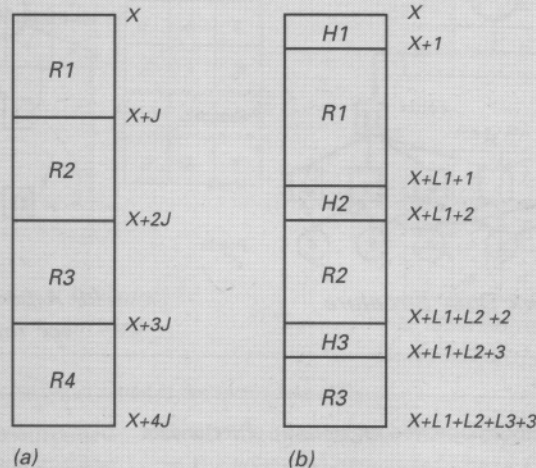 X
R1
X+J
R2
X+2J
R3
X+3J
R4
X+4J
(a)
X
H1
X+1
R1
X+L1+1
H2
X+L1+2
R2
X+L1+L2+2
H3
X+L1+L2+3
R3
X+L1+L2+L3+3
(b)